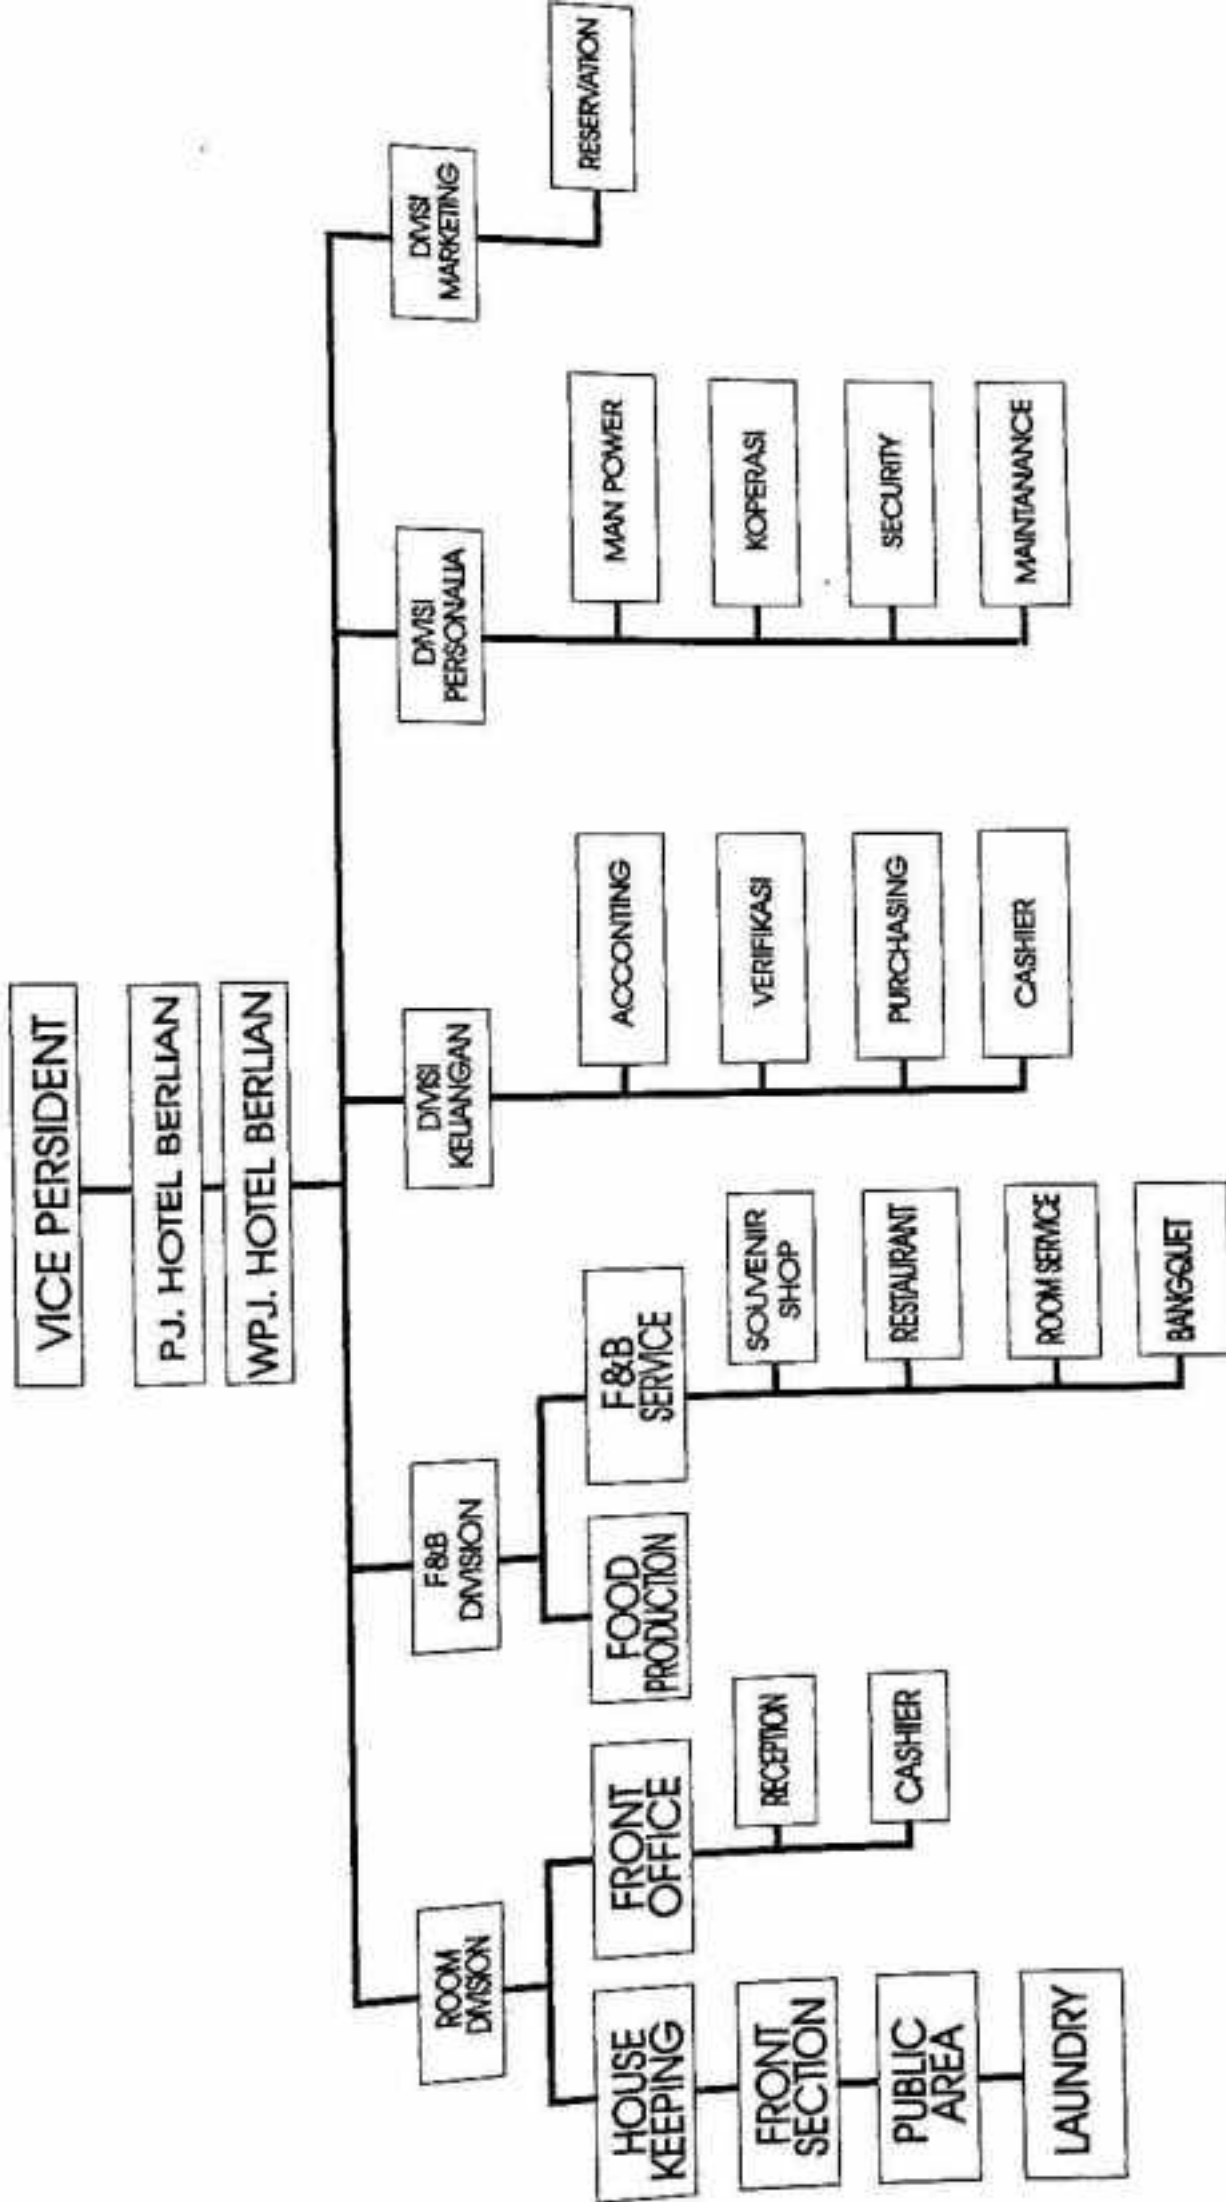 VICE PERSIDENT
PJ. HOTEL BERLIAN
WPJ. HOTEL BERLIAN
ROOM
DIVISION
F&B
DIVISION
DIVISI
KEUANGAN
DIVISI
PERSONALIA
DIVISI
MARKETING
HOUSE
KEEPING
FRONT
OFFICE
FOOD
PRODUCTION
F&B
SERVICE
ACCONTING
MAN POWER
RESERVATION
FRONT
SECTION
RECEPTION
SOUVENIR
SHOP
VERIFIKASI
KOPERASI
PUBLIC
AREA
CASHIER
RESTAURANT
PURCHASING
SECURITY
LAUNDRY
ROOM SERVICE
CASHIER
MAINTANANCE
BANGQUET